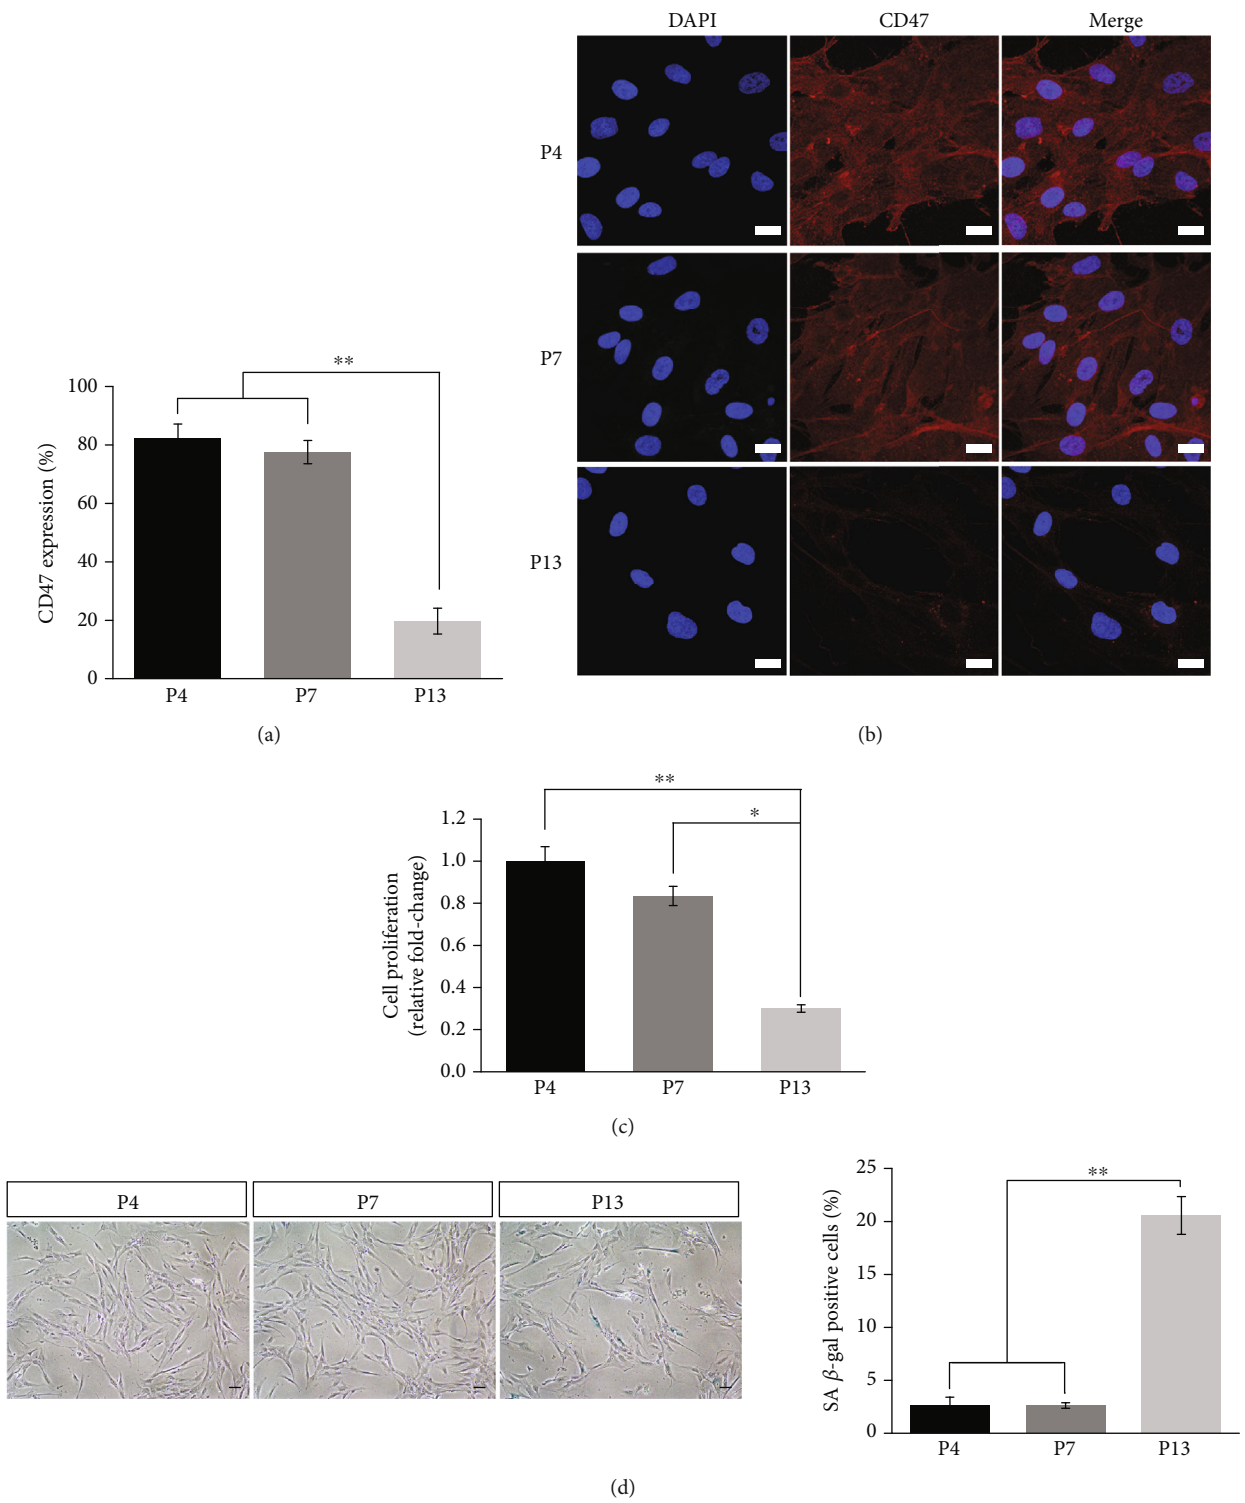 DAPI CD47 Merge
P4
P7
P13
(b)
**
100
80
60
40
20
0
CD47 expression (%)
P4 P7 P13
(a)
**
*
1.2
1.0
0.8
0.6
0.4
0.2
0.0
Cell proliferation
(relative fold-change)
P4 P7 P13
(c)
P4 P7 P13
**
25
20
15
10
5
0
SA β-gal positive cells (%)
P4 P7 P13
(d)